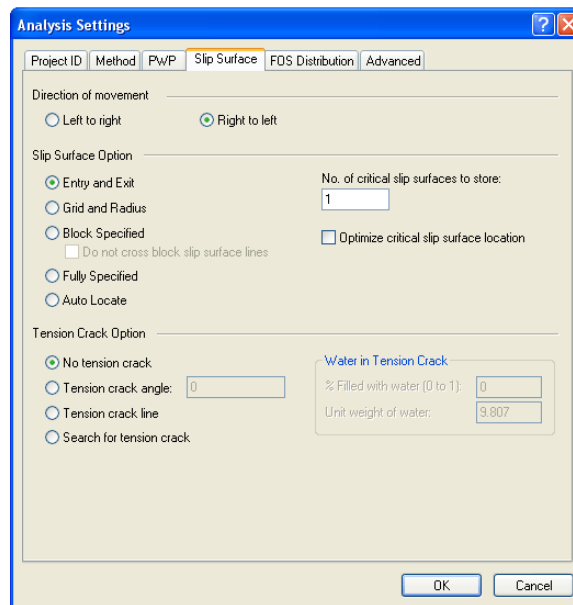 Analysis Settings
Project ID Method PWP Slip Surface FOS Distribution Advanced
Direction of movement
Left to right Right to left
Slip Surface Option
Entry and Exit
No. of critical slip surfaces to store:
1
Grid and Radius
Block Specified
Optimize critical slip surface location
Do not cross block slip surface lines
Fully Specified
Auto Locate
Tension Crack Option
No tension crack
Water in Tension Crack
Tension crack angle: 0
% Filled with water (0 to 1): 0
Tension crack line
Unit weight of water: 9.807
Search for tension crack
OK Cancel